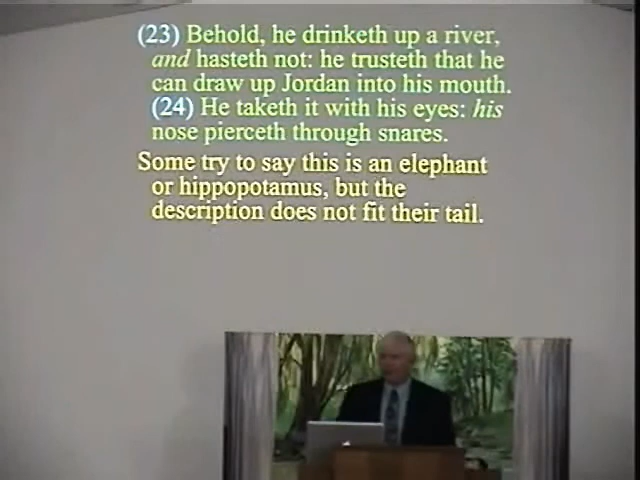 (23) Behold, he drinketh up a river,
and hasteth not: he trusteth that he
can draw up Jordan into his mouth.
(24) He taketh it with his eyes: his
nose pierceth through snares.
Some try to say this is an elephant
or hippopotamus, but the
description does not fit their tail.